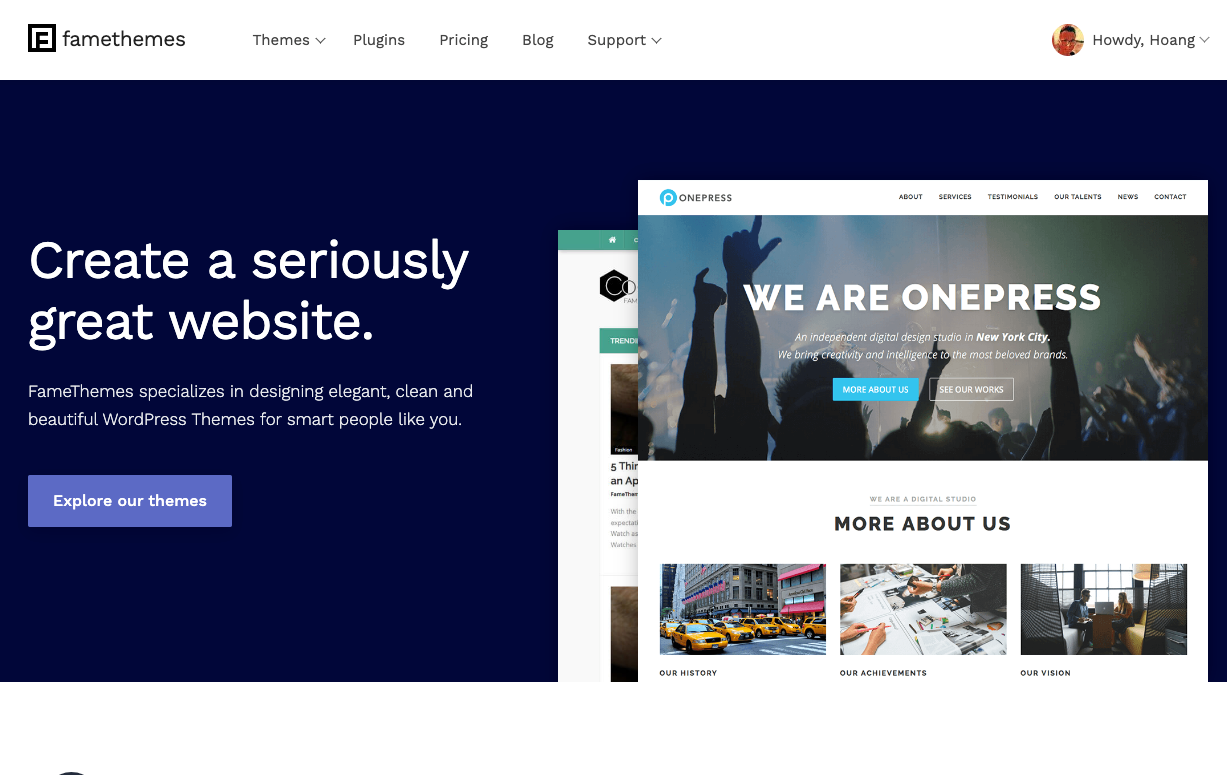 famethemes
Themes
Plugins
Pricing
Blog
Support
Howdy, Hoang
Create a seriously
great website.
FameThemes specializes in designing elegant, clean and
beautiful WordPress Themes for smart people like you.
Explore our themes
TRENDI
Fashion
5 Thin
an Ap
FameThem
With the
expectati
Watch as
Watches
ONEPRESS
ABOUT
SERVICES
TESTIMONIALS
OUR TALENTS
NEWS
CONTACT
WE ARE ONEPRESS
An independent digital design studio in New York City.
We bring creativity and intelligence to the most beloved brands.
MORE ABOUT US
SEE OUR WORKS
WE ARE A DIGITAL STUDIO
MORE ABOUT US
OUR HISTORY
OUR ACHIEVEMENTS
OUR VISION